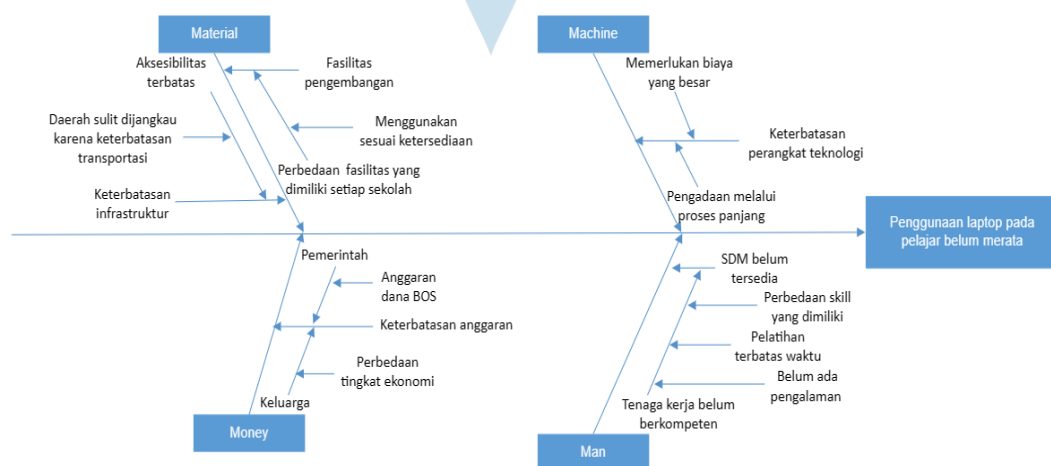 Material
Aksesibilitas
terbatas
Fasilitas
pengembangan
Daerah sulit dijangkau
karena keterbatasan
transportasi
Menggunakan
sesuai ketersediaan
Perbedaan fasilitas yang
dimiliki setiap sekolah
Keterbatasan
infrastruktur
Machine
Memerlukan biaya
yang besar
Keterbatasan
perangkat teknologi
Pengadaan melalui
proses panjang
Penggunaan laptop pada
pelajar belum merata
Pemerintah
Anggaran
dana BOS
Keterbatasan anggaran
Perbedaan
tingkat ekonomi
Keluarga
Money
SDM belum
tersedia
Perbedaan skill
yang dimiliki
Pelatihan
terbatas waktu
Belum ada
pengalaman
Tenaga kerja belum
berkompeten
Man